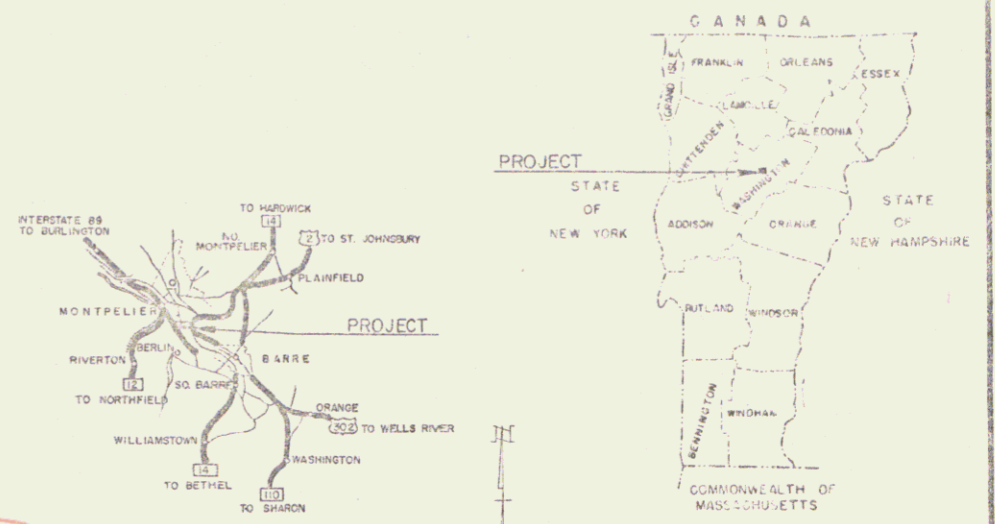 CANADA
GRAND ISLE
FRANKLIN
ORLEANS
ESSEX
LAMOILLE
CALEDONIA
CHITTENDEN
PROJECT
WASHINGTON
STATE
OF
NEW YORK
ADDISON
ORANGE
STATE
OF
NEW HAMPSHIRE
RUTLAND
WINDSOR
BENNINGTON
WINDHAM
COMMONWEALTH OF
MASSACHUSETTS
INTERSTATE 89
TO BURLINGTON
TO HARDWICK
14
NO.
MONTPELIER
2 TO ST. JOHNSBURY
PLAINFIELD
MONTPELIER
PROJECT
BERLIN
BARRE
RIVERTON
12
TO NORTHFIELD
SO. BARRE
ORANGE
302 TO WELLS RIVER
WILLIAMSTOWN
WASHINGTON
14
TO BETHEL
110
TO SHARON